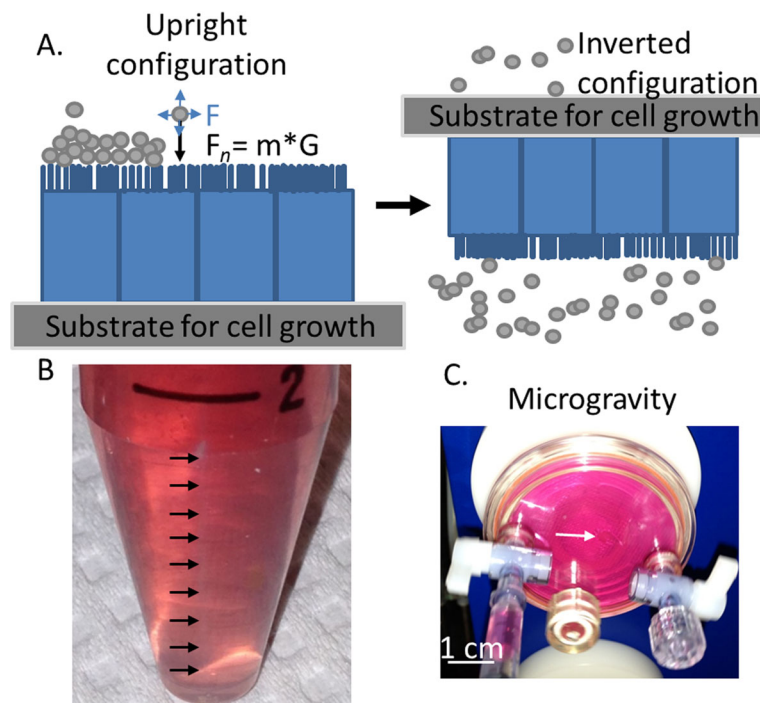 A.
Upright
configuration
F
Fn = m*G
Substrate for cell growth
Inverted
configuration
Substrate for cell growth
B
2
C.
Microgravity
1 cm